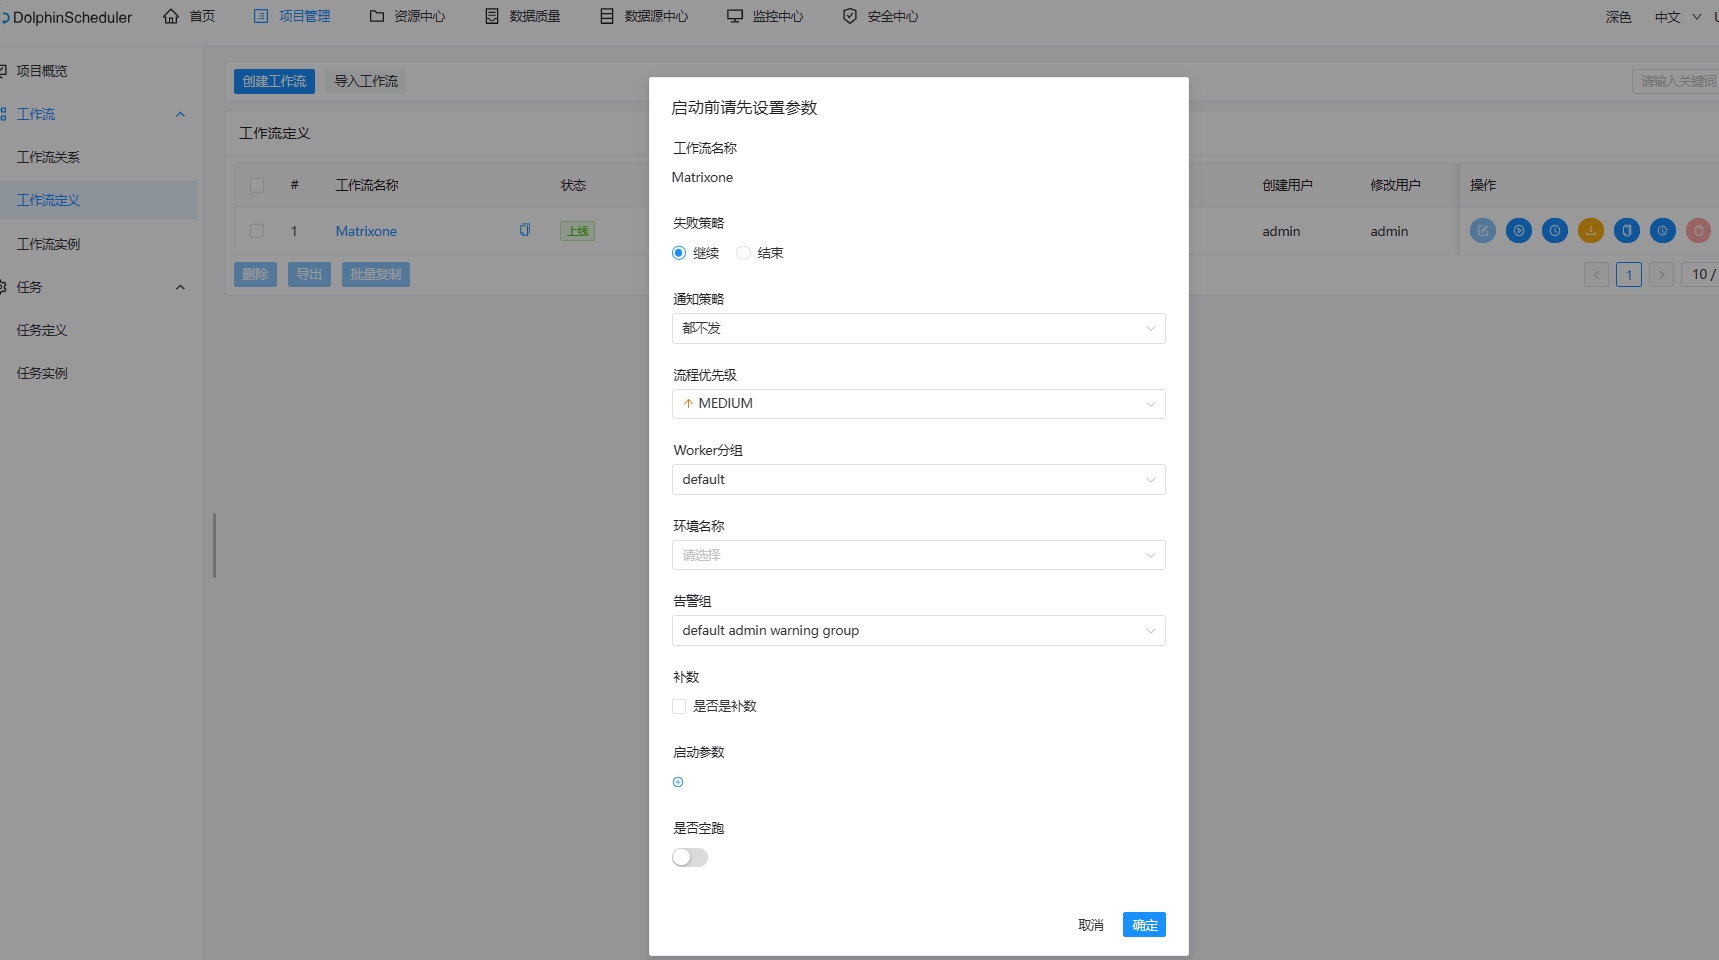 DolphinScheduler 首页 项目管理 资源中心 数据质量 数据源中心 监控中心 安全中心 深色 中文
项目概览
工作流
工作流关系
工作流定义
工作流实例
任务
任务定义
任务实例
创建工作流 导入工作流 请输入关键词
工作流定义
# 工作流名称 状态 创建用户 修改用户 操作
1 Matrixone 上线 admin admin
删除 导出 批量复制 1 10 /
启动前请先设置参数
工作流名称
Matrixone
失败策略
继续 结束
通知策略
都不发
流程优先级
MEDIUM
Worker分组
default
环境名称
请选择
告警组
default admin warning group
补数
是否是补数
启动参数
是否空跑
取消 确定